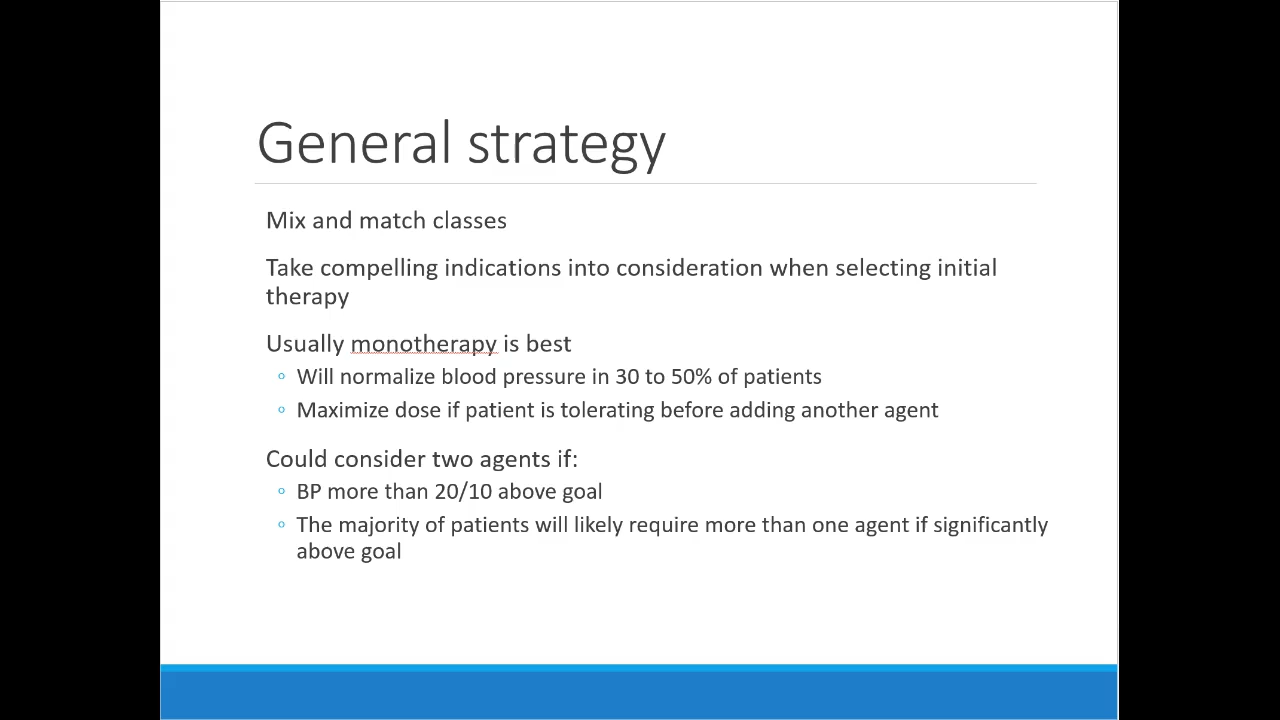 General strategy
Mix and match classes
Take compelling indications into consideration when selecting initial
therapy
Usually monotherapy is best
◦ Will normalize blood pressure in 30 to 50% of patients
◦ Maximize dose if patient is tolerating before adding another agent
Could consider two agents if:
◦ BP more than 20/10 above goal
◦ The majority of patients will likely require more than one agent if significantly
above goal